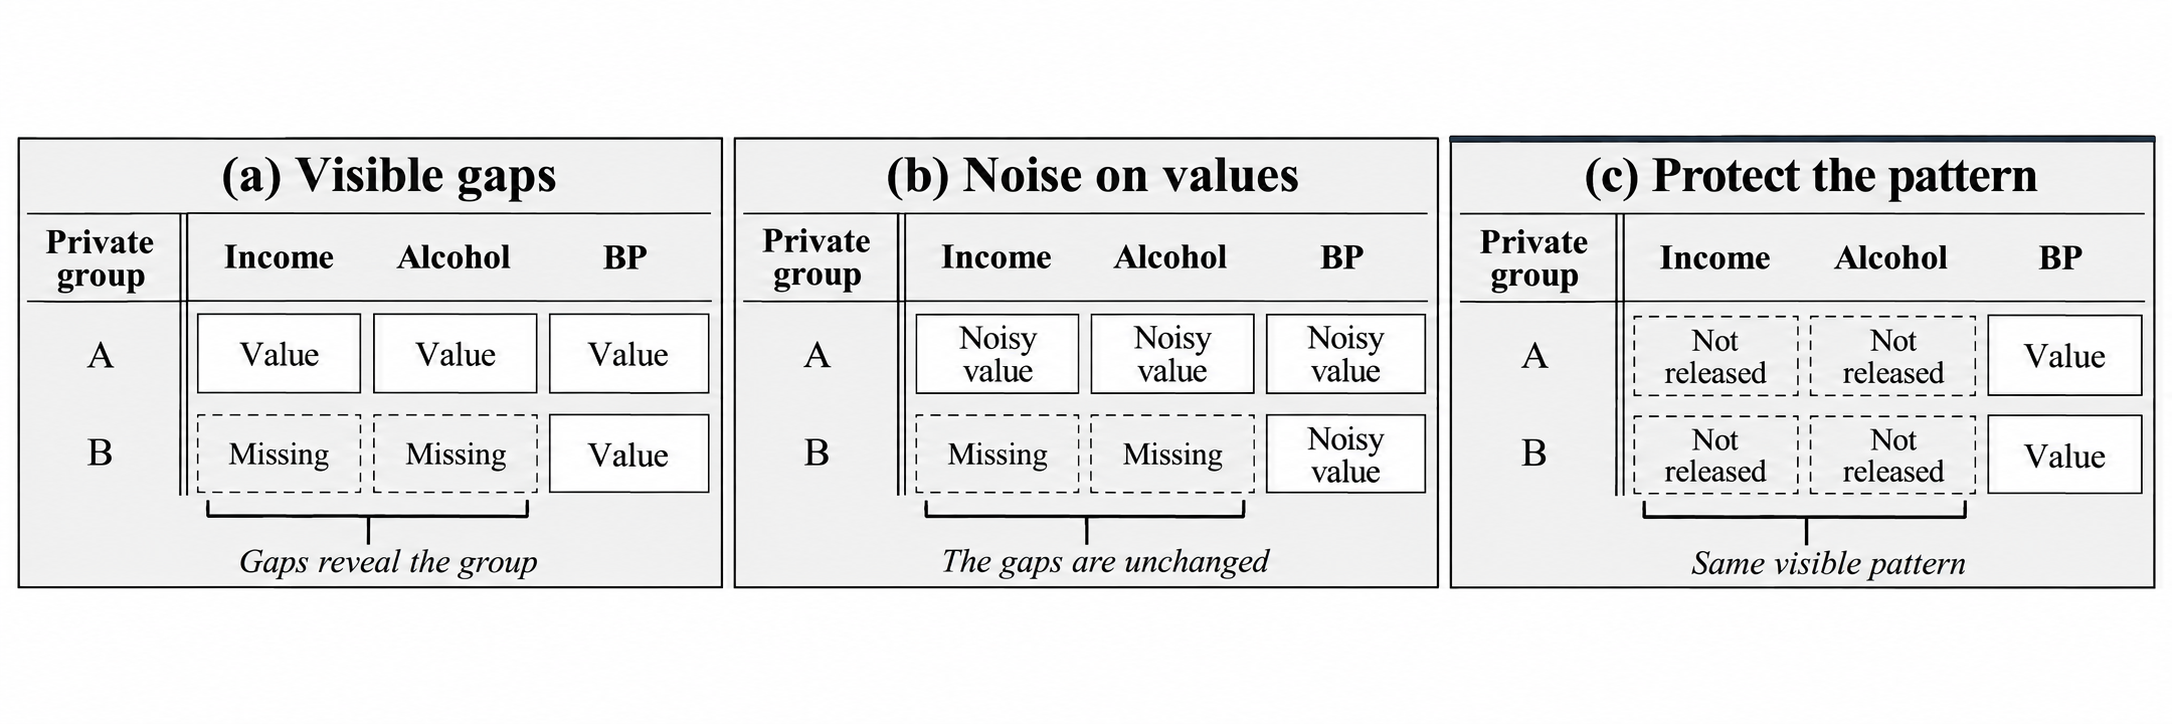 (a) Visible gaps
Private group Income Alcohol BP
A Value Value Value
B Missing Missing Value
Gaps reveal the group
(b) Noise on values
Private group Income Alcohol BP
A Noisy value Noisy value Noisy value
B Missing Missing Noisy value
The gaps are unchanged
(c) Protect the pattern
Private group Income Alcohol BP
A Not released Not released Value
B Not released Not released Value
Same visible pattern